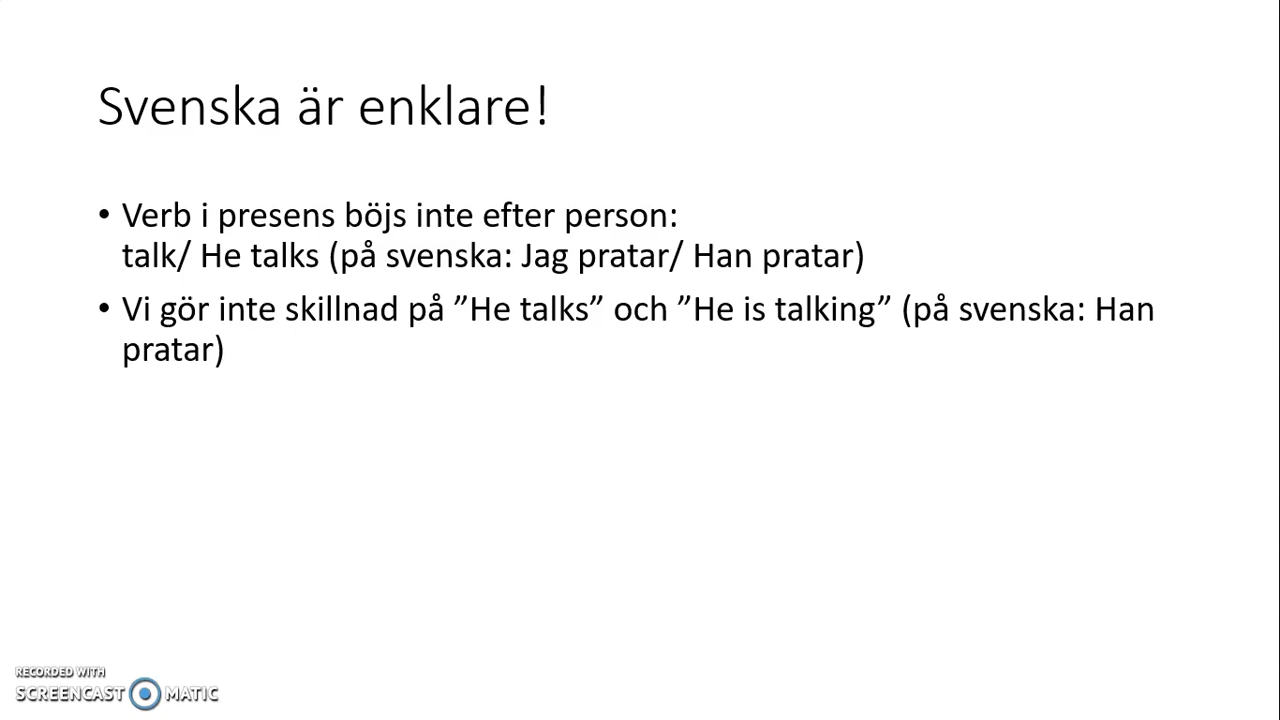 Svenska är enklare!
• Verb i presens böjs inte efter person:
talk/ He talks (på svenska: Jag pratar/ Han pratar)
• Vi gör inte skillnad på ”He talks” och ”He is talking” (på svenska: Han
pratar)
RECORDED WITH
SCREENCAST MATIC